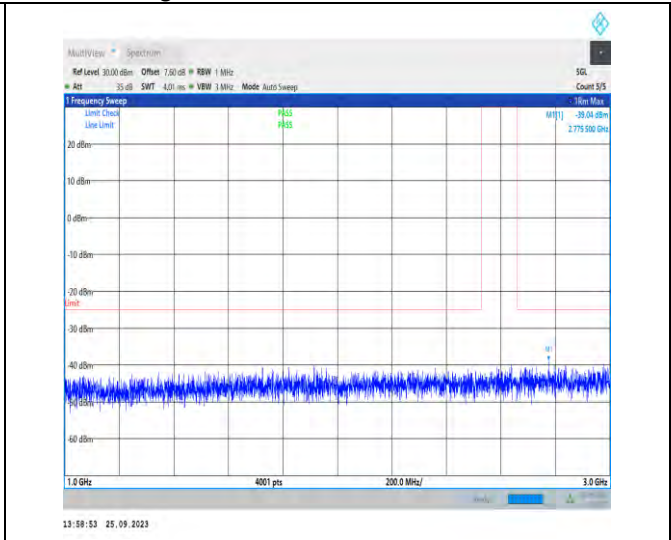 MultiView Spectrum
Ref Level 30.00 dBm Offset 7.60 dB RBW 1 MHz SGL
Att 35 dB SWT 4.01 ms VBW 3 MHz Mode Auto Sweep Count 5/5
1 Frequency Sweep 1Rm Max
Limit Check PASS M1[1] -39.04 dBm
Line Limit PASS 2.775 500 GHz
20 dBm
10 dBm
0 dBm
-10 dBm
-20 dBm
Limit
-30 dBm
M1
-40 dBm
-50 dBm
-60 dBm
1.0 GHz 4001 pts 200.0 MHz/ 3.0 GHz
13:58:53 25.09.2023